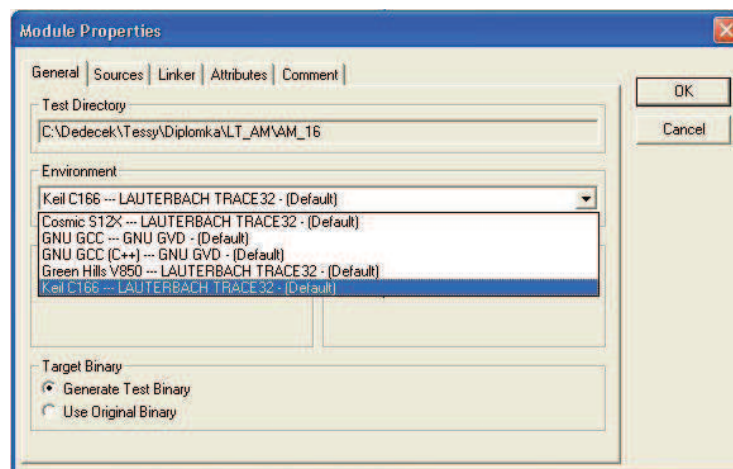 Module Properties
General Sources Linker Attributes Comment
OK
Cancel
Test Directory
C:\Dedecek\Tessy\Diplomka\LT_AM\AM_16
Environment
Keil C166 --- LAUTERBACH TRACE32 - (Default)
Cosmic S12X --- LAUTERBACH TRACE32 - (Default)
GNU GCC --- GNU GVD - (Default)
GNU GCC (C++) --- GNU GVD - (Default)
Green Hills V850 --- LAUTERBACH TRACE32 - (Default)
Keil C166 --- LAUTERBACH TRACE32 - (Default)
Target Binary
Generate Test Binary
Use Original Binary